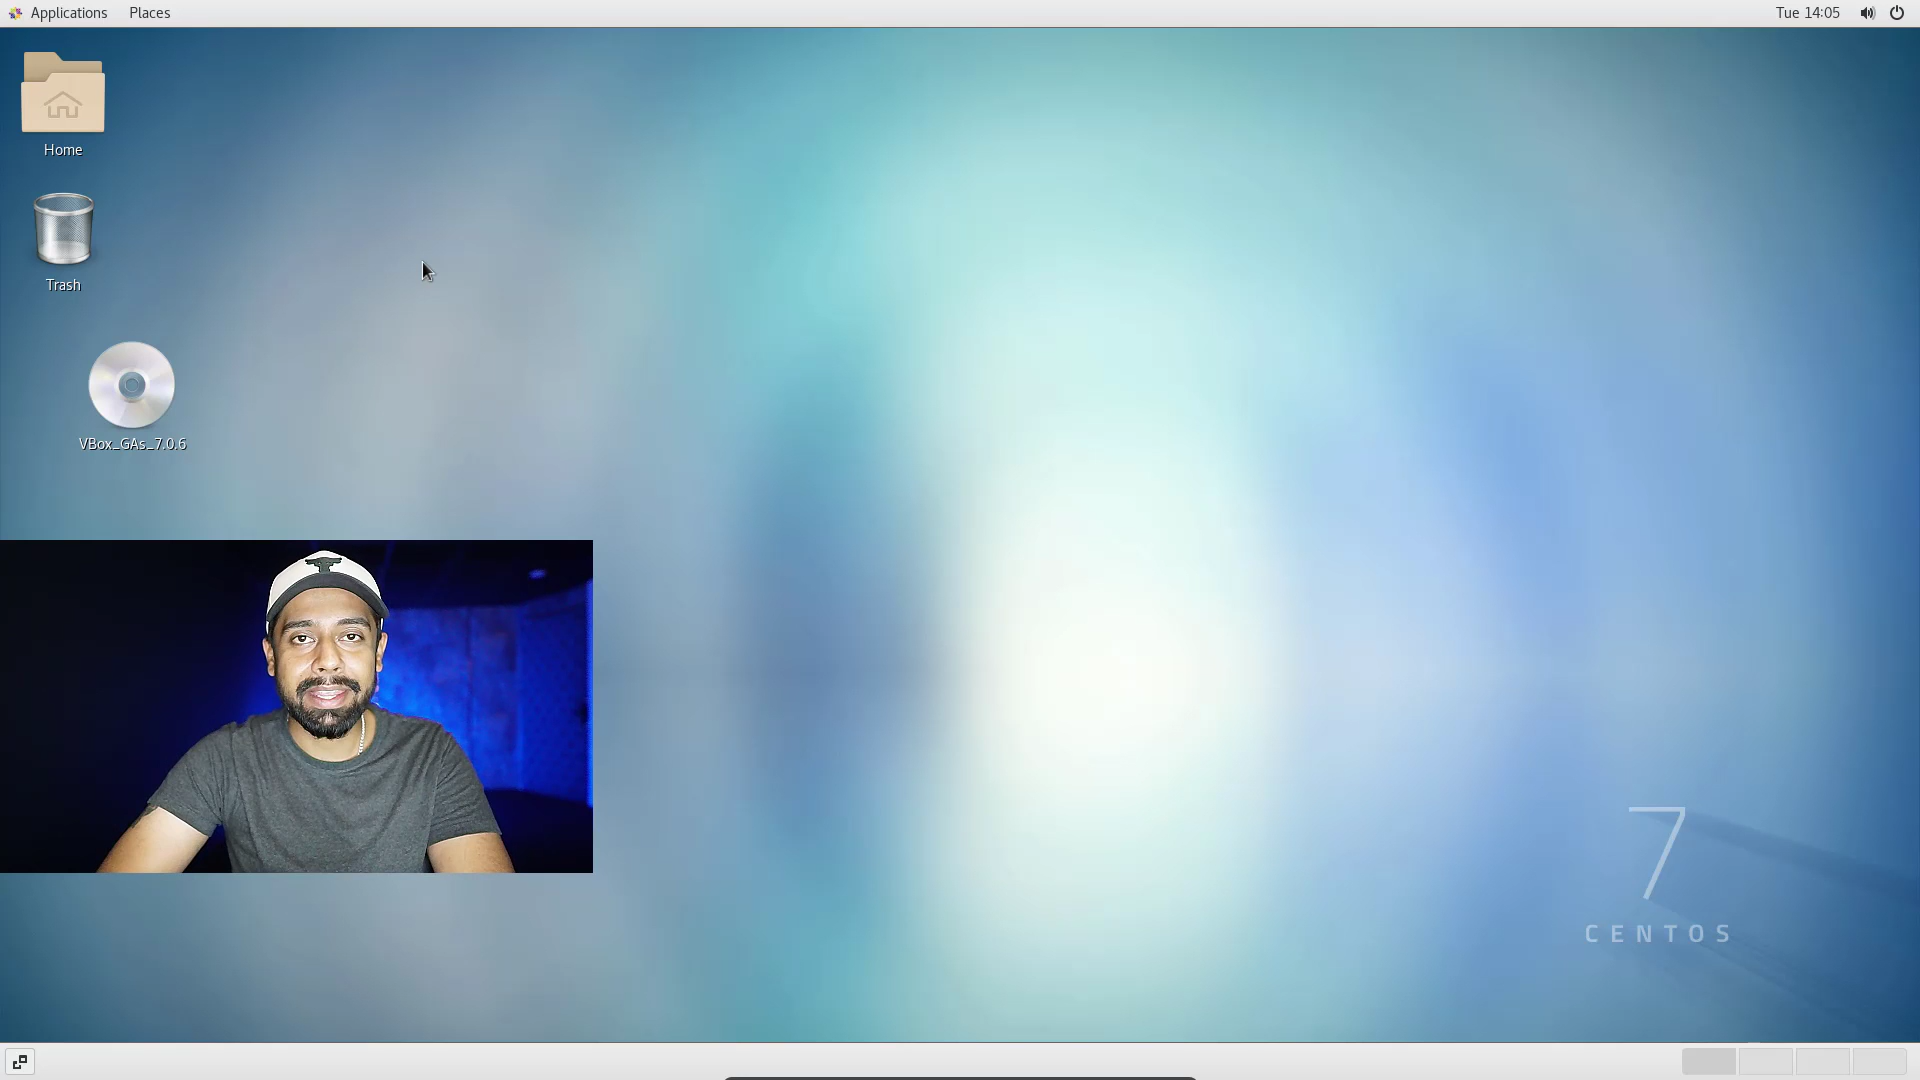 Applications Places Tue 14:05
Home
Trash
VBox_GAs_7.0.6
7
CENTOS